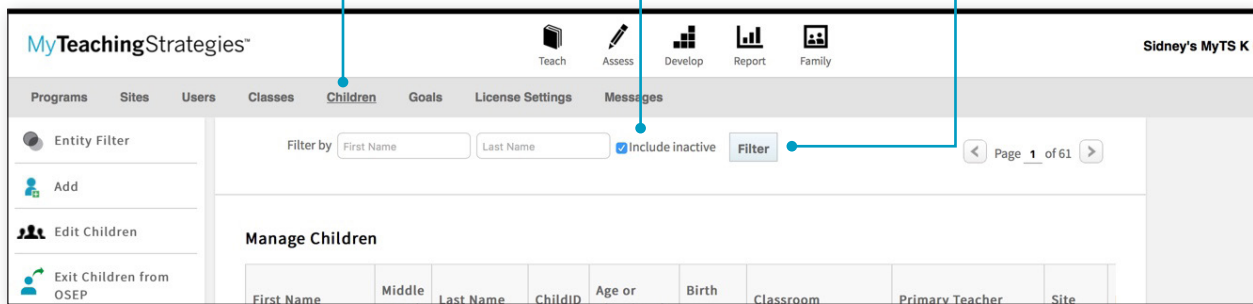 MyTeachingStrategies™
Teach Assess Develop Report Family
Sidney's MyTS K
Programs Sites Users Classes Children Goals License Settings Messages
Entity Filter
Filter by First Name Last Name Include inactive Filter
Page 1 of 61
Add
Edit Children
Manage Children
Exit Children from
OSEP
First Name Middle Last Name ChildID Age or Birth Classroom Primary Teacher Site